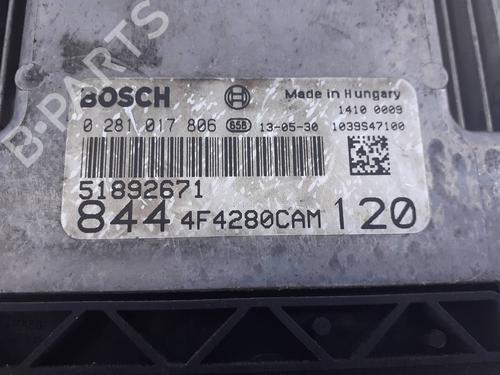 BOSCH Made in Hungary
1410 0009
0 281 017 806 658 13-05-30 1039S47100
51892671
844 4F4280CAM 120
B-PARTS